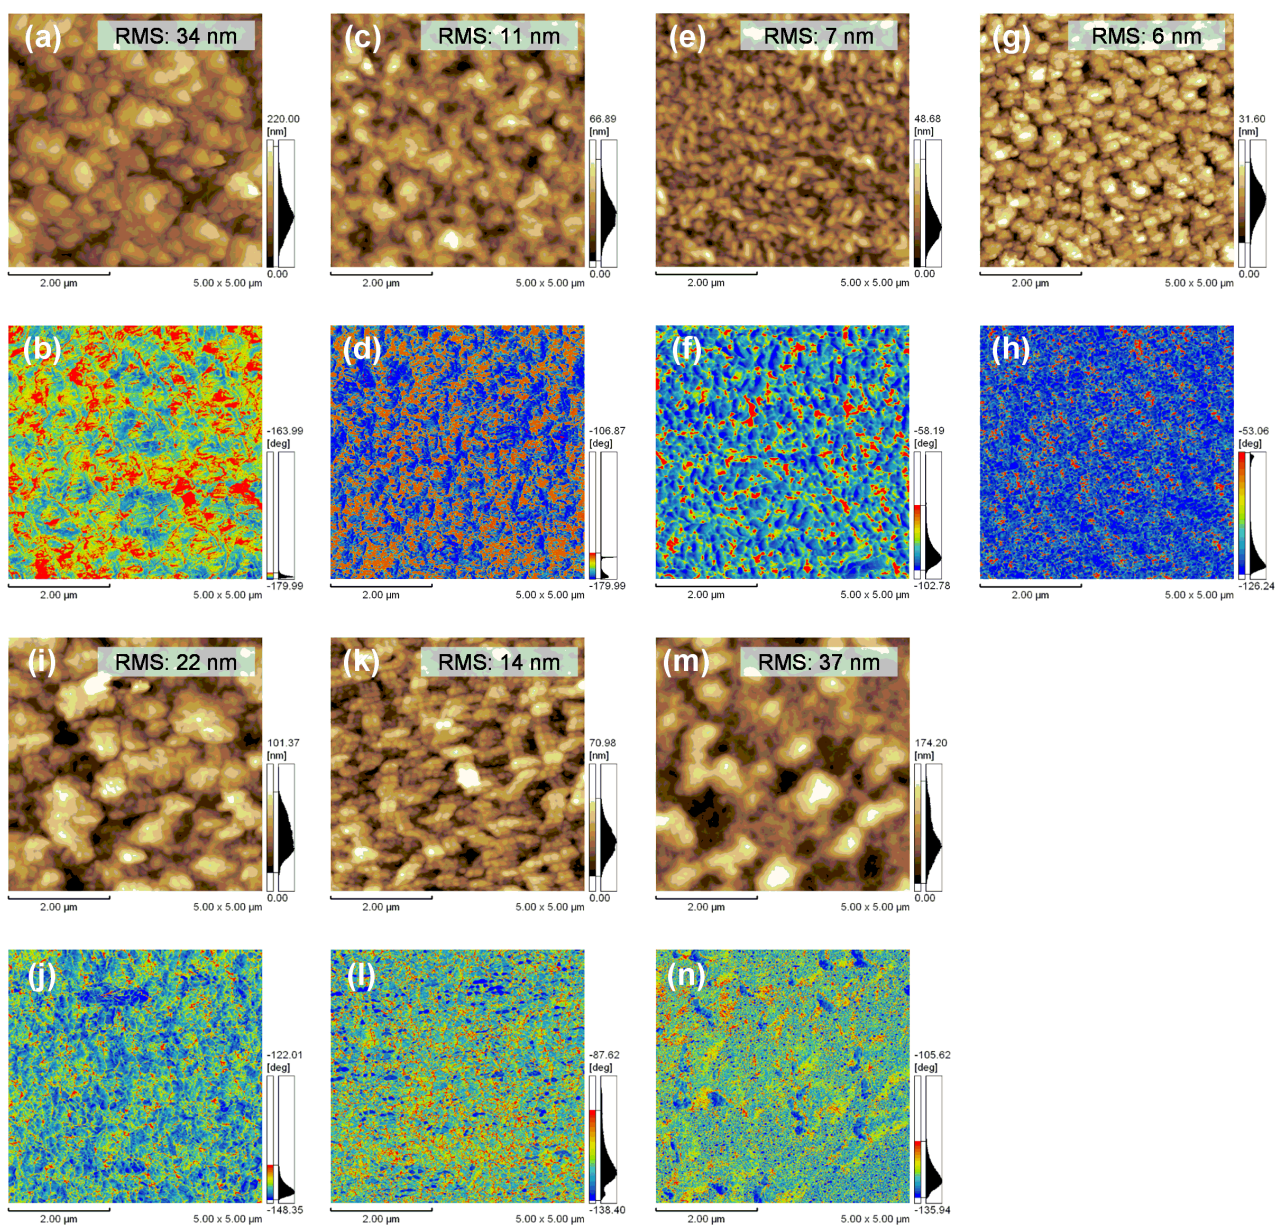 (a) RMS: 34 nm
220.00
[nm]
0.00
2.00 µm 5.00 x 5.00 µm
(c) RMS: 11 nm
66.89
[nm]
0.00
2.00 µm 5.00 x 5.00 µm
(e) RMS: 7 nm
48.68
[nm]
0.00
2.00 µm 5.00 x 5.00 µm
(g) RMS: 6 nm
31.60
[nm]
0.00
2.00 µm 5.00 x 5.00 µm
(b)
-163.99
[deg]
-179.99
2.00 µm 5.00 x 5.00 µm
(d)
-106.87
[deg]
-179.99
2.00 µm 5.00 x 5.00 µm
(f)
-58.19
[deg]
-102.78
2.00 µm 5.00 x 5.00 µm
(h)
-53.06
[deg]
-126.24
2.00 µm 5.00 x 5.00 µm
(i) RMS: 22 nm
101.37
[nm]
0.00
2.00 µm 5.00 x 5.00 µm
(k) RMS: 14 nm
70.98
[nm]
0.00
2.00 µm 5.00 x 5.00 µm
(m) RMS: 37 nm
174.20
[nm]
0.00
2.00 µm 5.00 x 5.00 µm
(j)
-122.01
[deg]
-148.35
2.00 µm 5.00 x 5.00 µm
(l)
-87.62
[deg]
-138.40
2.00 µm 5.00 x 5.00 µm
(n)
-105.62
[deg]
-135.94
2.00 µm 5.00 x 5.00 µm